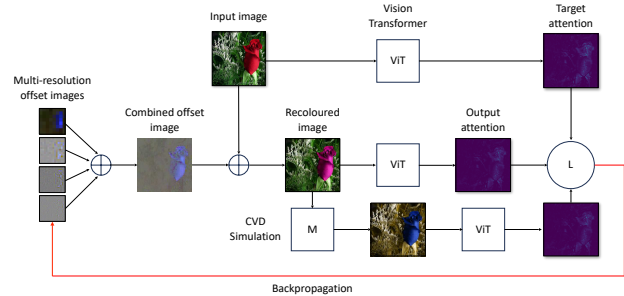 Input image
Vision
Transformer
Target
attention
ViT
Multi-resolution
offset images
Combined offset
image
Recoloured
image
Output
attention
ViT
L
CVD
Simulation
M
ViT
Backpropagation